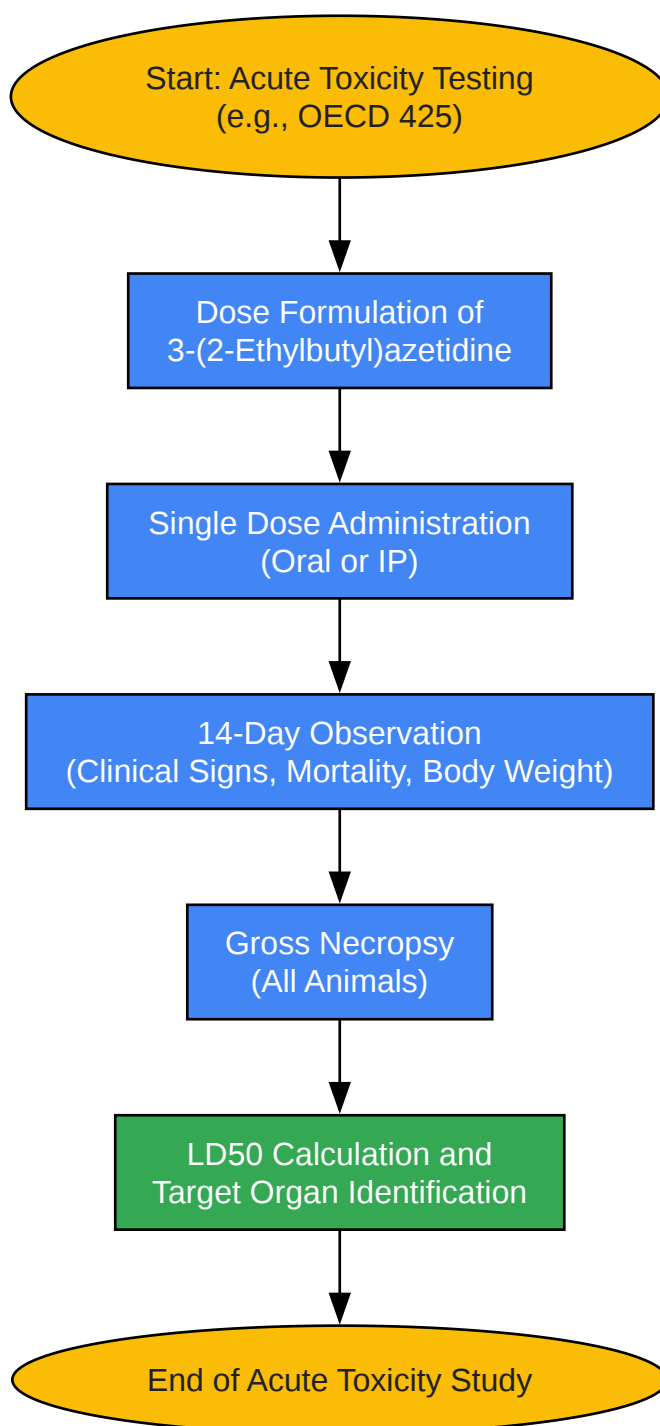 Start: Acute Toxicity Testing
(e.g., OECD 425)
Dose Formulation of
3-(2-Ethylbutyl)azetidine
Single Dose Administration
(Oral or IP)
14-Day Observation
(Clinical Signs, Mortality, Body Weight)
Gross Necropsy
(All Animals)
LD50 Calculation and
Target Organ Identification
End of Acute Toxicity Study